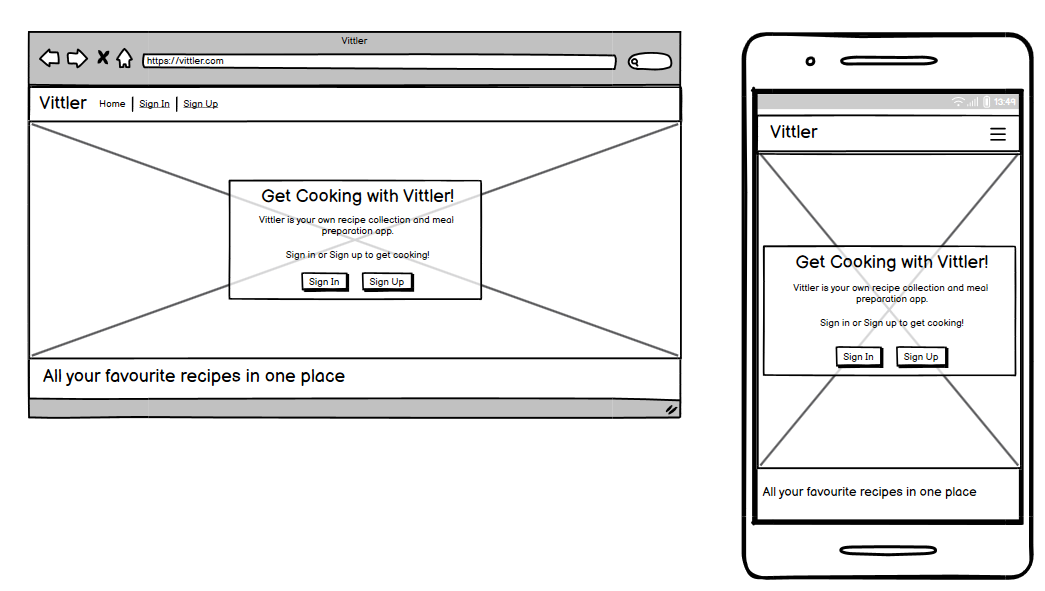 Vittler
https://vittler.com
Vittler Home Sign In Sign Up
Get Cooking with Vittler!
Vittler is your own recipe collection and meal
preparation app.
Sign in or Sign up to get cooking!
Sign In Sign Up
All your favourite recipes in one place
13:49
Vittler
Get Cooking with Vittler!
Vittler is your own recipe collection and meal
preparation app.
Sign in or Sign up to get cooking!
Sign In Sign Up
All your favourite recipes in one place